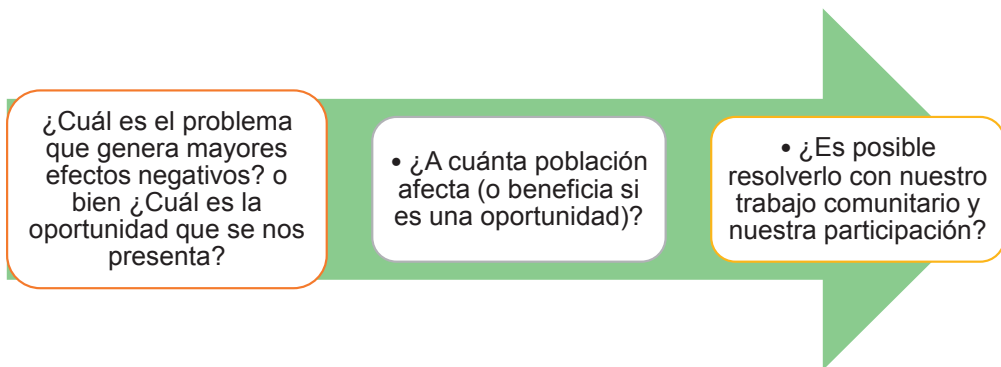 ¿Cuál es el problema
que genera mayores
efectos negativos? o
bien ¿Cuál es la
oportunidad que se nos
presenta?
• ¿A cuánta población
afecta (o beneficia si
es una oportunidad)?
• ¿Es posible
resolverlo con nuestro
trabajo comunitario y
nuestra participación?